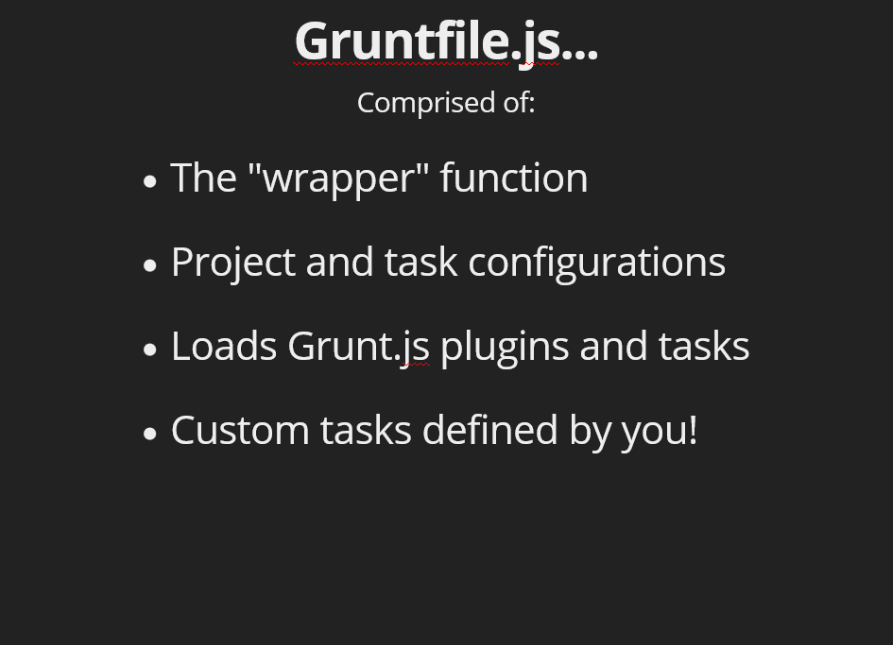 Gruntfile.js...
Comprised of:
• The "wrapper" function
• Project and task configurations
• Loads Grunt.js plugins and tasks
• Custom tasks defined by you!